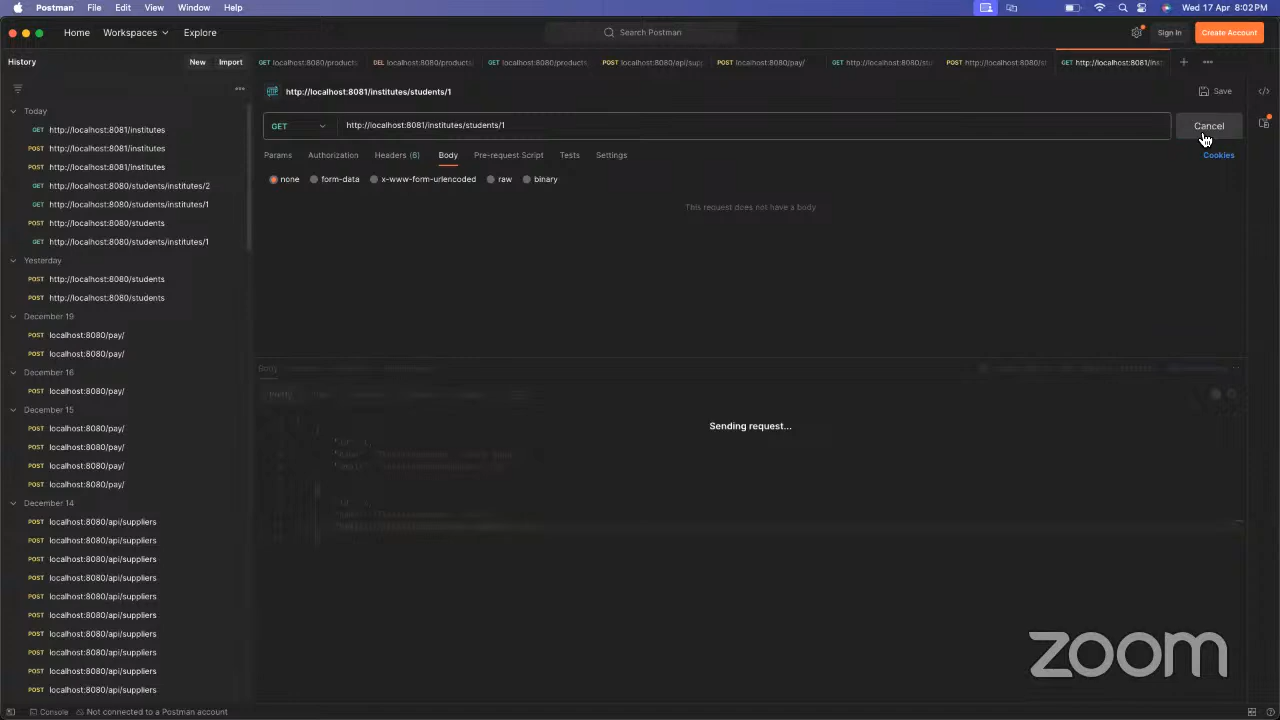 Postman File Edit View Window Help Wed 17 Apr 8:02PM
Home Workspaces Explore Search Postman Sign In Create Account
History New Import
GET localhost:8080/products DEL localhost:8080/products GET localhost:8080/products POST localhost:8080/api/sup POST localhost:8080/pay/ GET http://localhost:8080/stu POST http://localhost:8080/s GET http://localhost:8081/ins
http://localhost:8081/institutes/students/1 Save
GET http://localhost:8081/institutes/students/1 Cancel
Params Authorization Headers (6) Body Pre-request Script Tests Settings Cookies
none form-data x-www-form-urlencoded raw binary
This request does not have a body
Today
GET http://localhost:8081/institutes
POST http://localhost:8081/institutes
POST http://localhost:8081/institutes
GET http://localhost:8080/students/institutes/2
GET http://localhost:8080/students/institutes/1
POST http://localhost:8080/students
GET http://localhost:8080/students/institutes/1
Yesterday
POST http://localhost:8080/students
POST http://localhost:8080/students
December 19
POST localhost:8080/pay/
POST localhost:8080/pay/
December 16
POST localhost:8080/pay/
December 15
POST localhost:8080/pay/
POST localhost:8080/pay/
POST localhost:8080/pay/
POST localhost:8080/pay/
December 14
POST localhost:8080/api/suppliers
POST localhost:8080/api/suppliers
POST localhost:8080/api/suppliers
POST localhost:8080/api/suppliers
POST localhost:8080/api/suppliers
POST localhost:8080/api/suppliers
POST localhost:8080/api/suppliers
POST localhost:8080/api/suppliers
POST localhost:8080/api/suppliers
POST localhost:8080/api/suppliers
Body
Pretty
Sending request...
zoom
Console Not connected to a Postman account